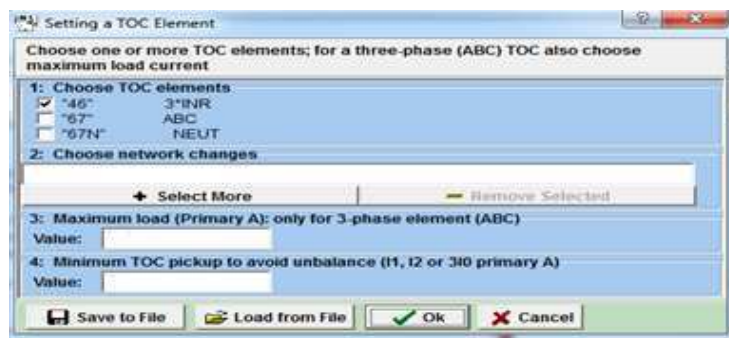 Setting a TOC Element
Choose one or more TOC elements; for a three-phase (ABC) TOC also choose
maximum load current
1: Choose TOC elements
"46" 3*INR
"67" ABC
"67N" NEUT
2: Choose network changes
+ Select More
Remove Selected
3: Maximum load (Primary A): only for 3-phase element (ABC)
Value:
4: Minimum TOC pickup to avoid unbalance (I1, I2 or 3I0 primary A)
Value:
Save to File
Load from File
Ok
Cancel